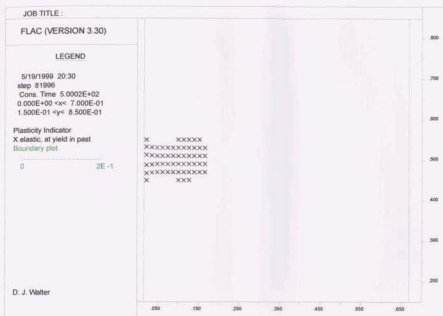 JOB TITLE :
FLAC (VERSION 3.30)
LEGEND
5/19/1999 20:30
step 81996
Cons. Time 5.0002E+02
0.000E+00 <x< 7.000E-01
1.500E-01 <y< 8.500E-01
Plasticity Indicator
X elastic, at yield in past
Boundary plot
0 2E -1
D. J. Walter
.800
.700
.600
.500
.400
.300
.200
.050 .150 .250 .350 .450 .550 .650